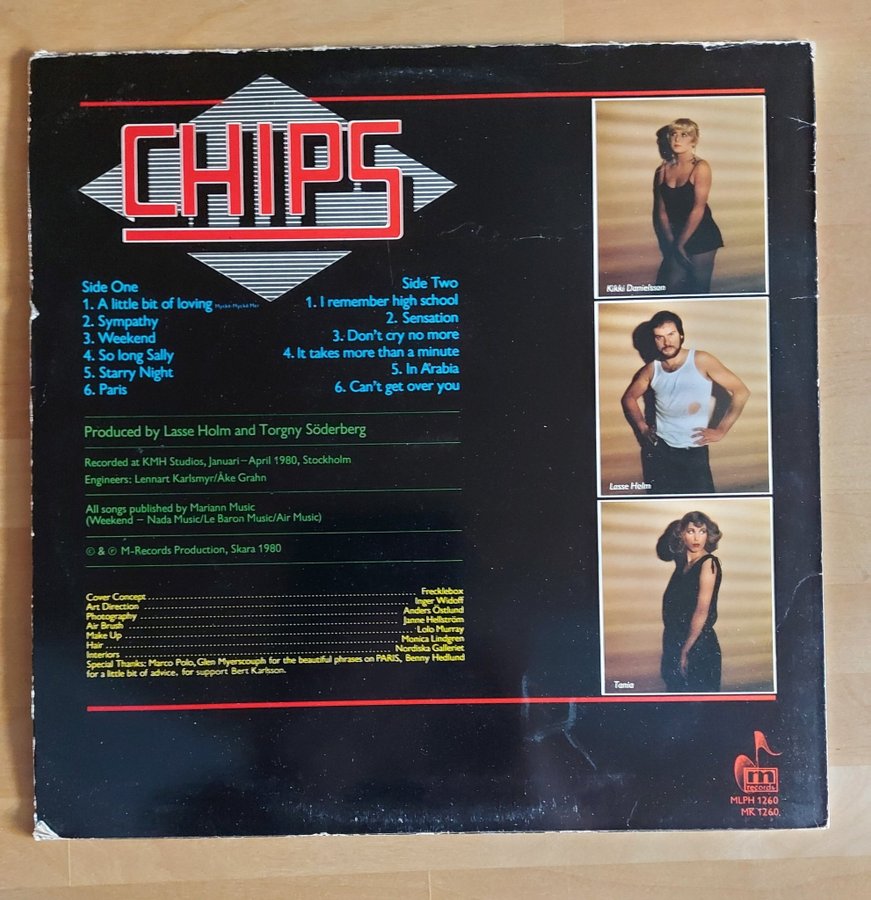 CHIPS
Side One
1. A little bit of loving Mycke-Mycké Mer
2. Sympathy
3. Weekend
4. So long Sally
5. Starry Night
6. Paris
Side Two
1. I remember high school
2. Sensation
3. Don't cry no more
4. It takes more than a minute
5. In A'rabia
6. Can't get over you
Produced by Lasse Holm and Torgny Söderberg
Recorded at KMH Studios, Januari–April 1980, Stockholm
Engineers: Lennart Karlsmyr/Åke Grahn
All songs published by Mariann Music
(Weekend – Nada Music/Le Baron Music/Air Music)
© & ℗ M-Records Production, Skara 1980
Cover Concept Frecklebox
Art Direction Inger Widoff
Photography Anders Östlund
Air Brush Janne Hellström
Make Up Lolo Murray
Hair Monica Lindgren
Interiors Nordiska Galleriet
Special Thanks: Marco Polo, Glen Myerscouph for the beautiful phrases on PARIS, Benny Hedlund
for a little bit of advice, for support Bert Karlsson.
Kikki Danielsson
Lasse Holm
Tania
m
records
MLPH 1260
MK 1260